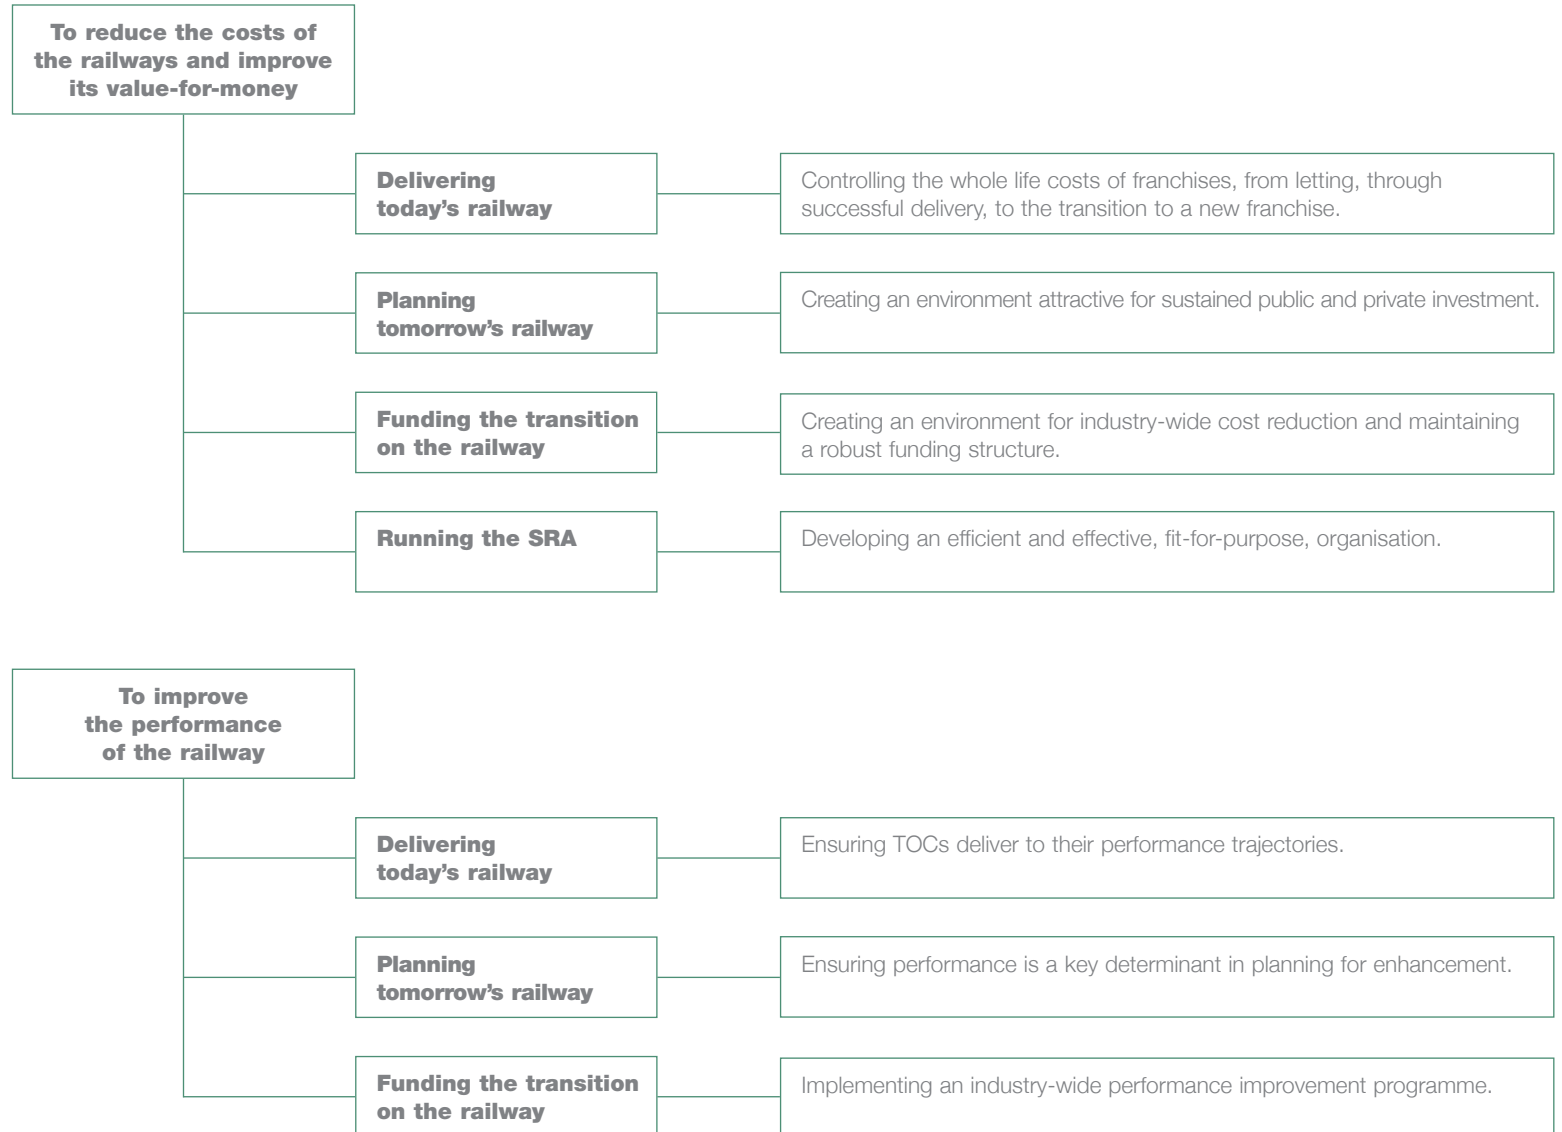 To reduce the costs of
the railways and improve
its value-for-money
Delivering
today’s railway
Controlling the whole life costs of franchises, from letting, through
successful delivery, to the transition to a new franchise.
Planning
tomorrow’s railway
Creating an environment attractive for sustained public and private investment.
Funding the transition
on the railway
Creating an environment for industry-wide cost reduction and maintaining
a robust funding structure.
Running the SRA
Developing an efficient and effective, fit-for-purpose, organisation.
To improve
the performance
of the railway
Delivering
today’s railway
Ensuring TOCs deliver to their performance trajectories.
Planning
tomorrow’s railway
Ensuring performance is a key determinant in planning for enhancement.
Funding the transition
on the railway
Implementing an industry-wide performance improvement programme.